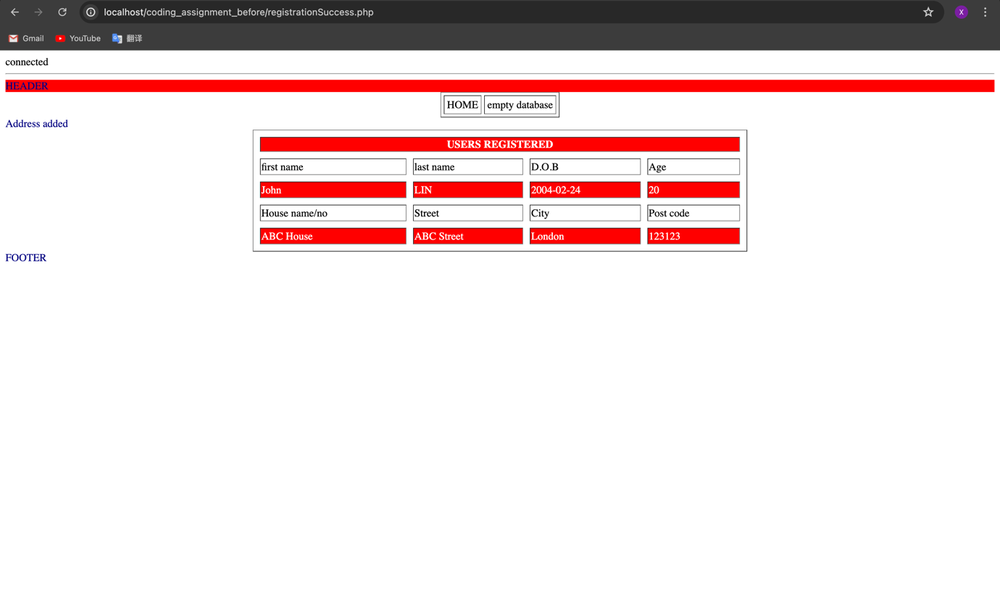 localhost/coding_assignment_before/registrationSuccess.php
X
Gmail YouTube 翻译
connected
HEADER
HOME empty database
Address added
USERS REGISTERED
first name last name D.O.B Age
John LIN 2004-02-24 20
House name/no Street City Post code
ABC House ABC Street London 123123
FOOTER